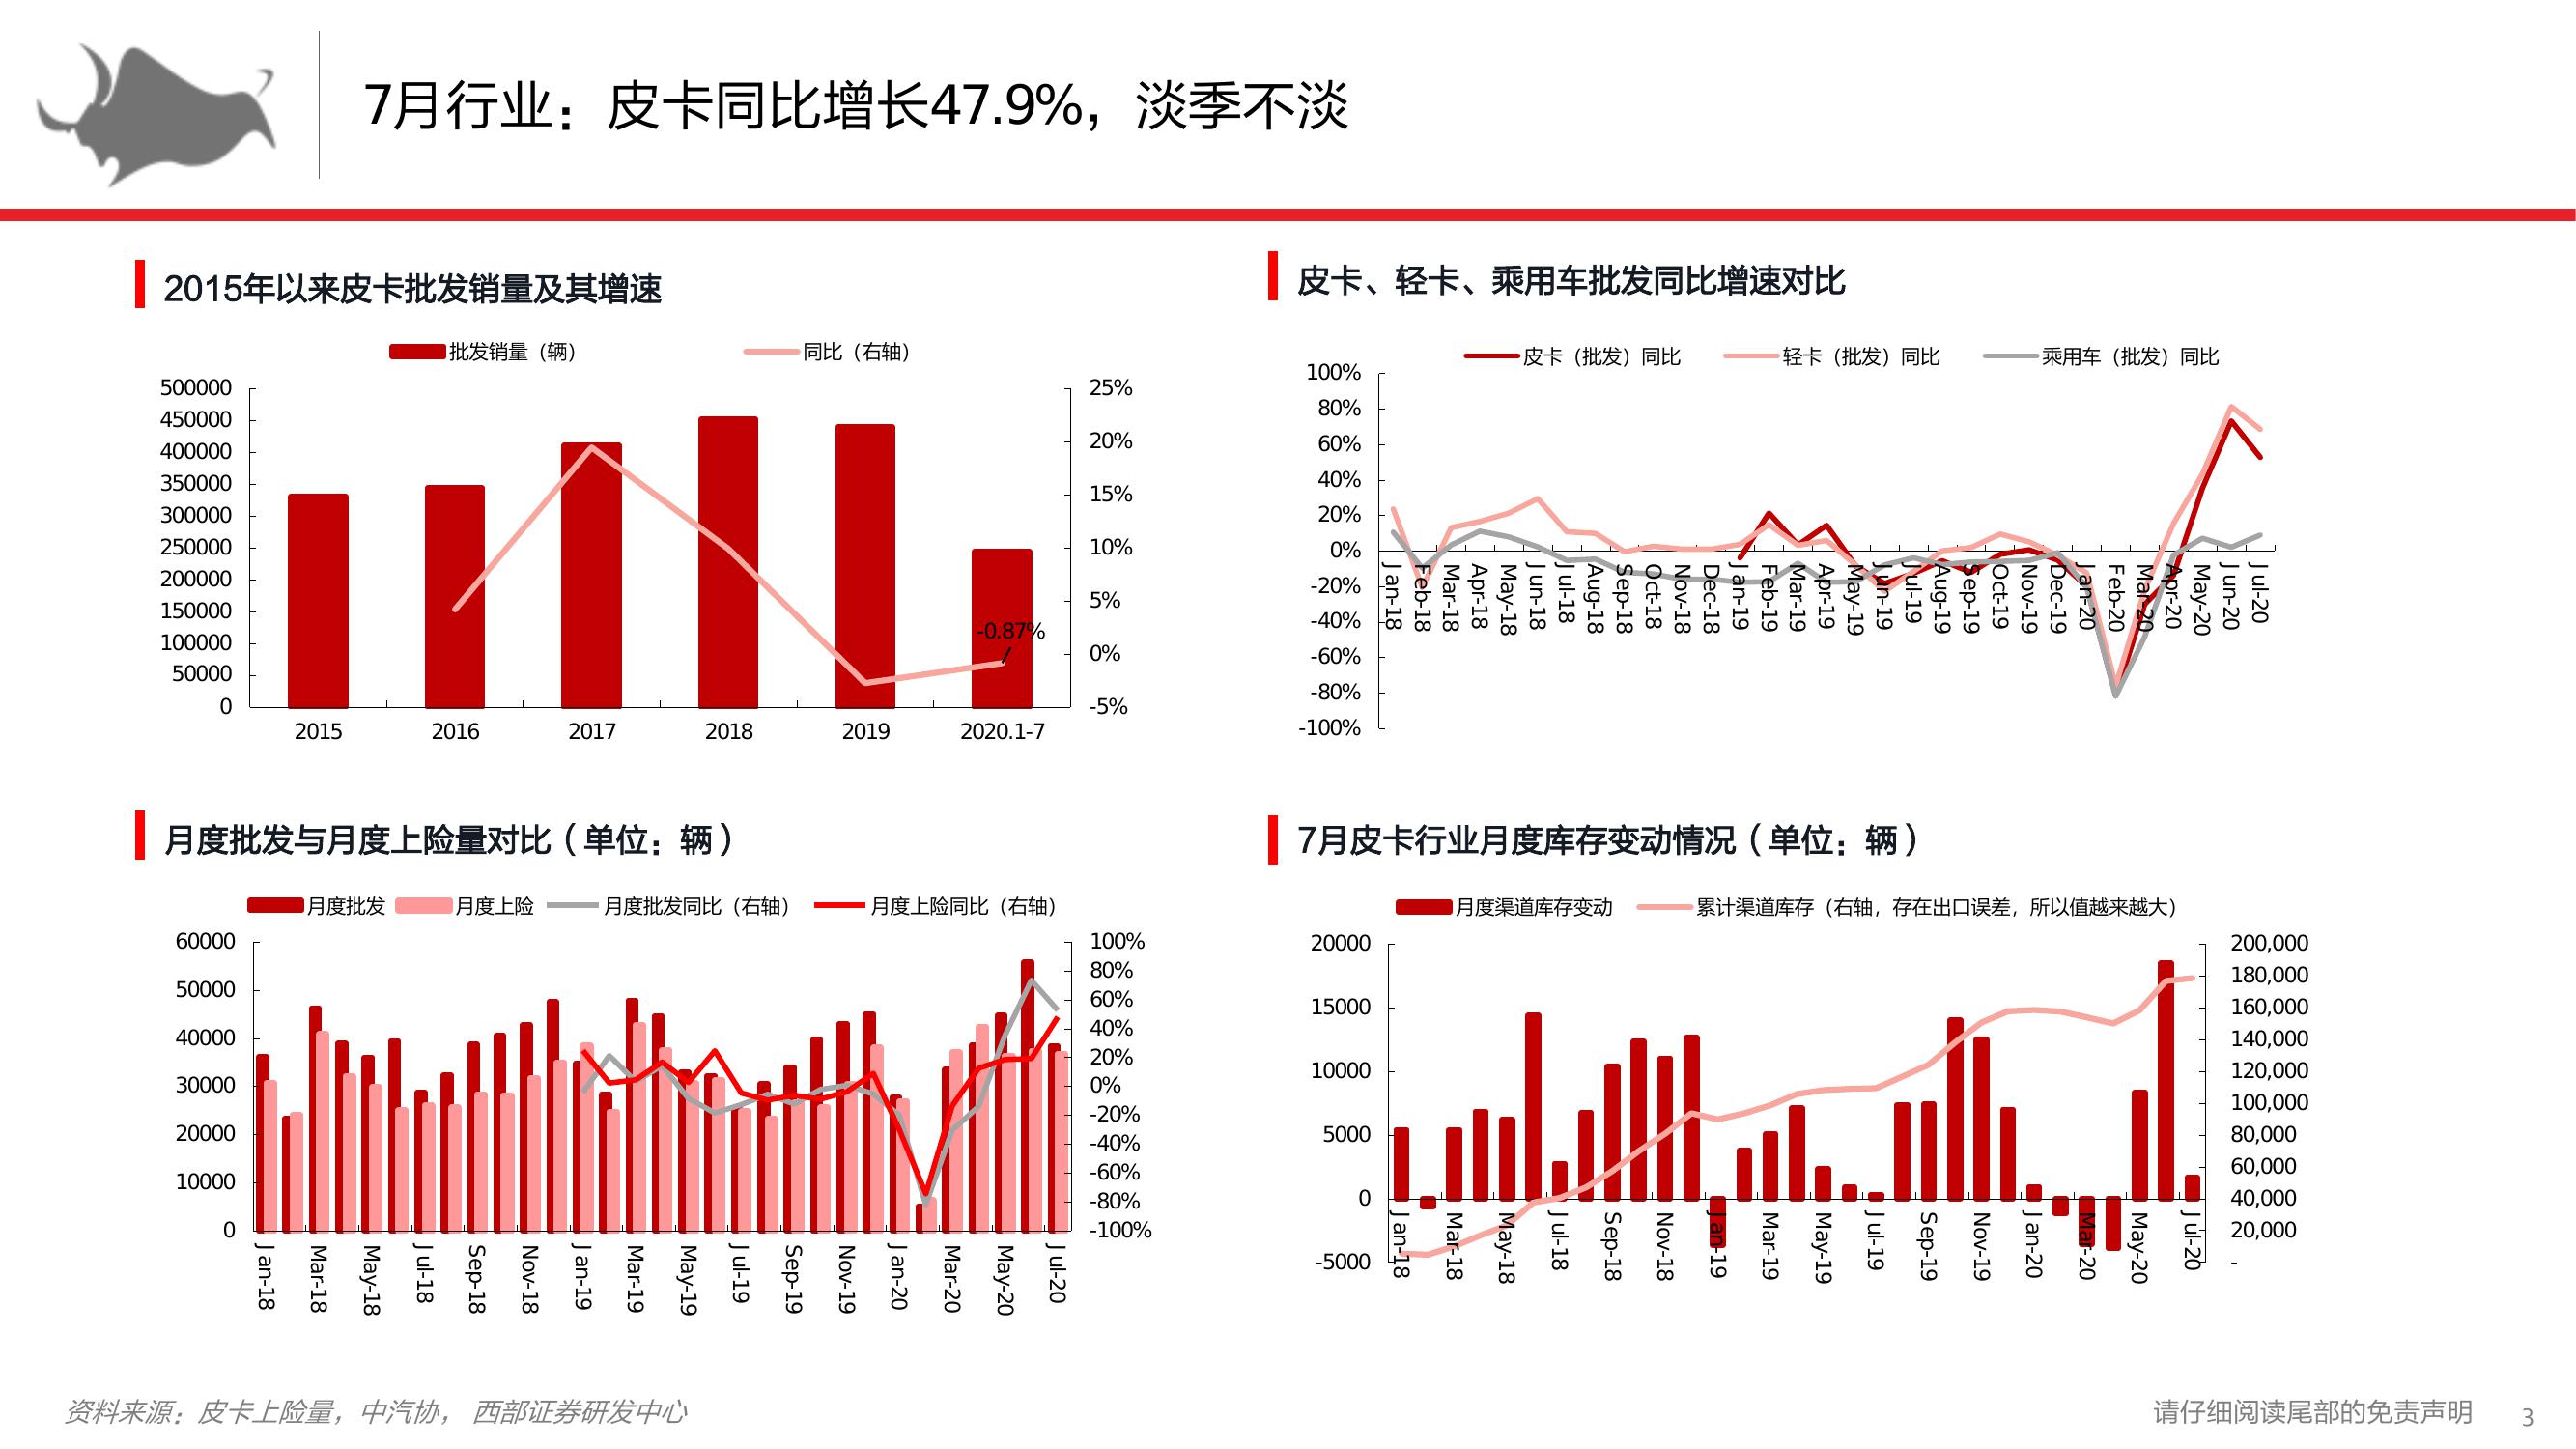 7月行业：皮卡同比增长47.9%，淡季不淡
2015年以来皮卡批发销量及其增速
批发销量（辆）
同比（右轴）
500000
450000
400000
350000
300000
250000
200000
150000
100000
50000
0
25%
20%
15%
10%
5%
0%
-5%
-0.87%
2015
2016
2017
2018
2019
2020.1-7
皮卡、轻卡、乘用车批发同比增速对比
皮卡（批发）同比
轻卡（批发）同比
乘用车（批发）同比
100%
80%
60%
40%
20%
0%
-20%
-40%
-60%
-80%
-100%
Jan-18
Feb-18
Mar-18
Apr-18
May-18
Jun-18
Jul-18
Aug-18
Sep-18
Oct-18
Nov-18
Dec-18
Jan-19
Feb-19
Mar-19
Apr-19
May-19
Jun-19
Jul-19
Aug-19
Sep-19
Oct-19
Nov-19
Dec-19
Jan-20
Feb-20
Mar-20
Apr-20
May-20
Jun-20
Jul-20
月度批发与月度上险量对比（单位：辆）
月度批发
月度上险
月度批发同比（右轴）
月度上险同比（右轴）
60000
50000
40000
30000
20000
10000
0
100%
80%
60%
40%
20%
0%
-20%
-40%
-60%
-80%
-100%
Jan-18
Mar-18
May-18
Jul-18
Sep-18
Nov-18
Jan-19
Mar-19
May-19
Jul-19
Sep-19
Nov-19
Jan-20
Mar-20
May-20
Jul-20
7月皮卡行业月度库存变动情况（单位：辆）
月度渠道库存变动
累计渠道库存（右轴，存在出口误差，所以值越来越大）
20000
15000
10000
5000
0
-5000
200,000
180,000
160,000
140,000
120,000
100,000
80,000
60,000
40,000
20,000
-
Jan-18
Mar-18
May-18
Jul-18
Sep-18
Nov-18
Jan-19
Mar-19
May-19
Jul-19
Sep-19
Nov-19
Jan-20
Mar-20
May-20
Jul-20
资料来源：皮卡上险量，中汽协， 西部证券研发中心
请仔细阅读尾部的免责声明
3